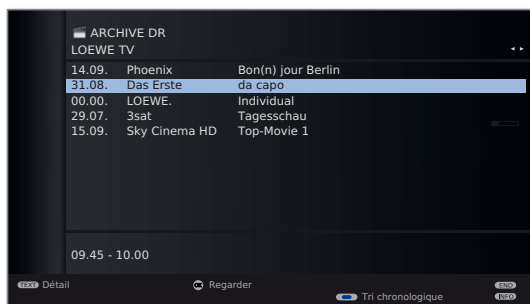 ARCHIVE DR
LOEWE TV
14.09. Phoenix Bon(n) jour Berlin
31.08. Das Erste da capo
00.00. LOEWE. Individual
29.07. 3sat Tagesschau
15.09. Sky Cinema HD Top-Movie 1
09.45 - 10.00
TEXT Détail OK Regarder END
Tri chronologique INFO